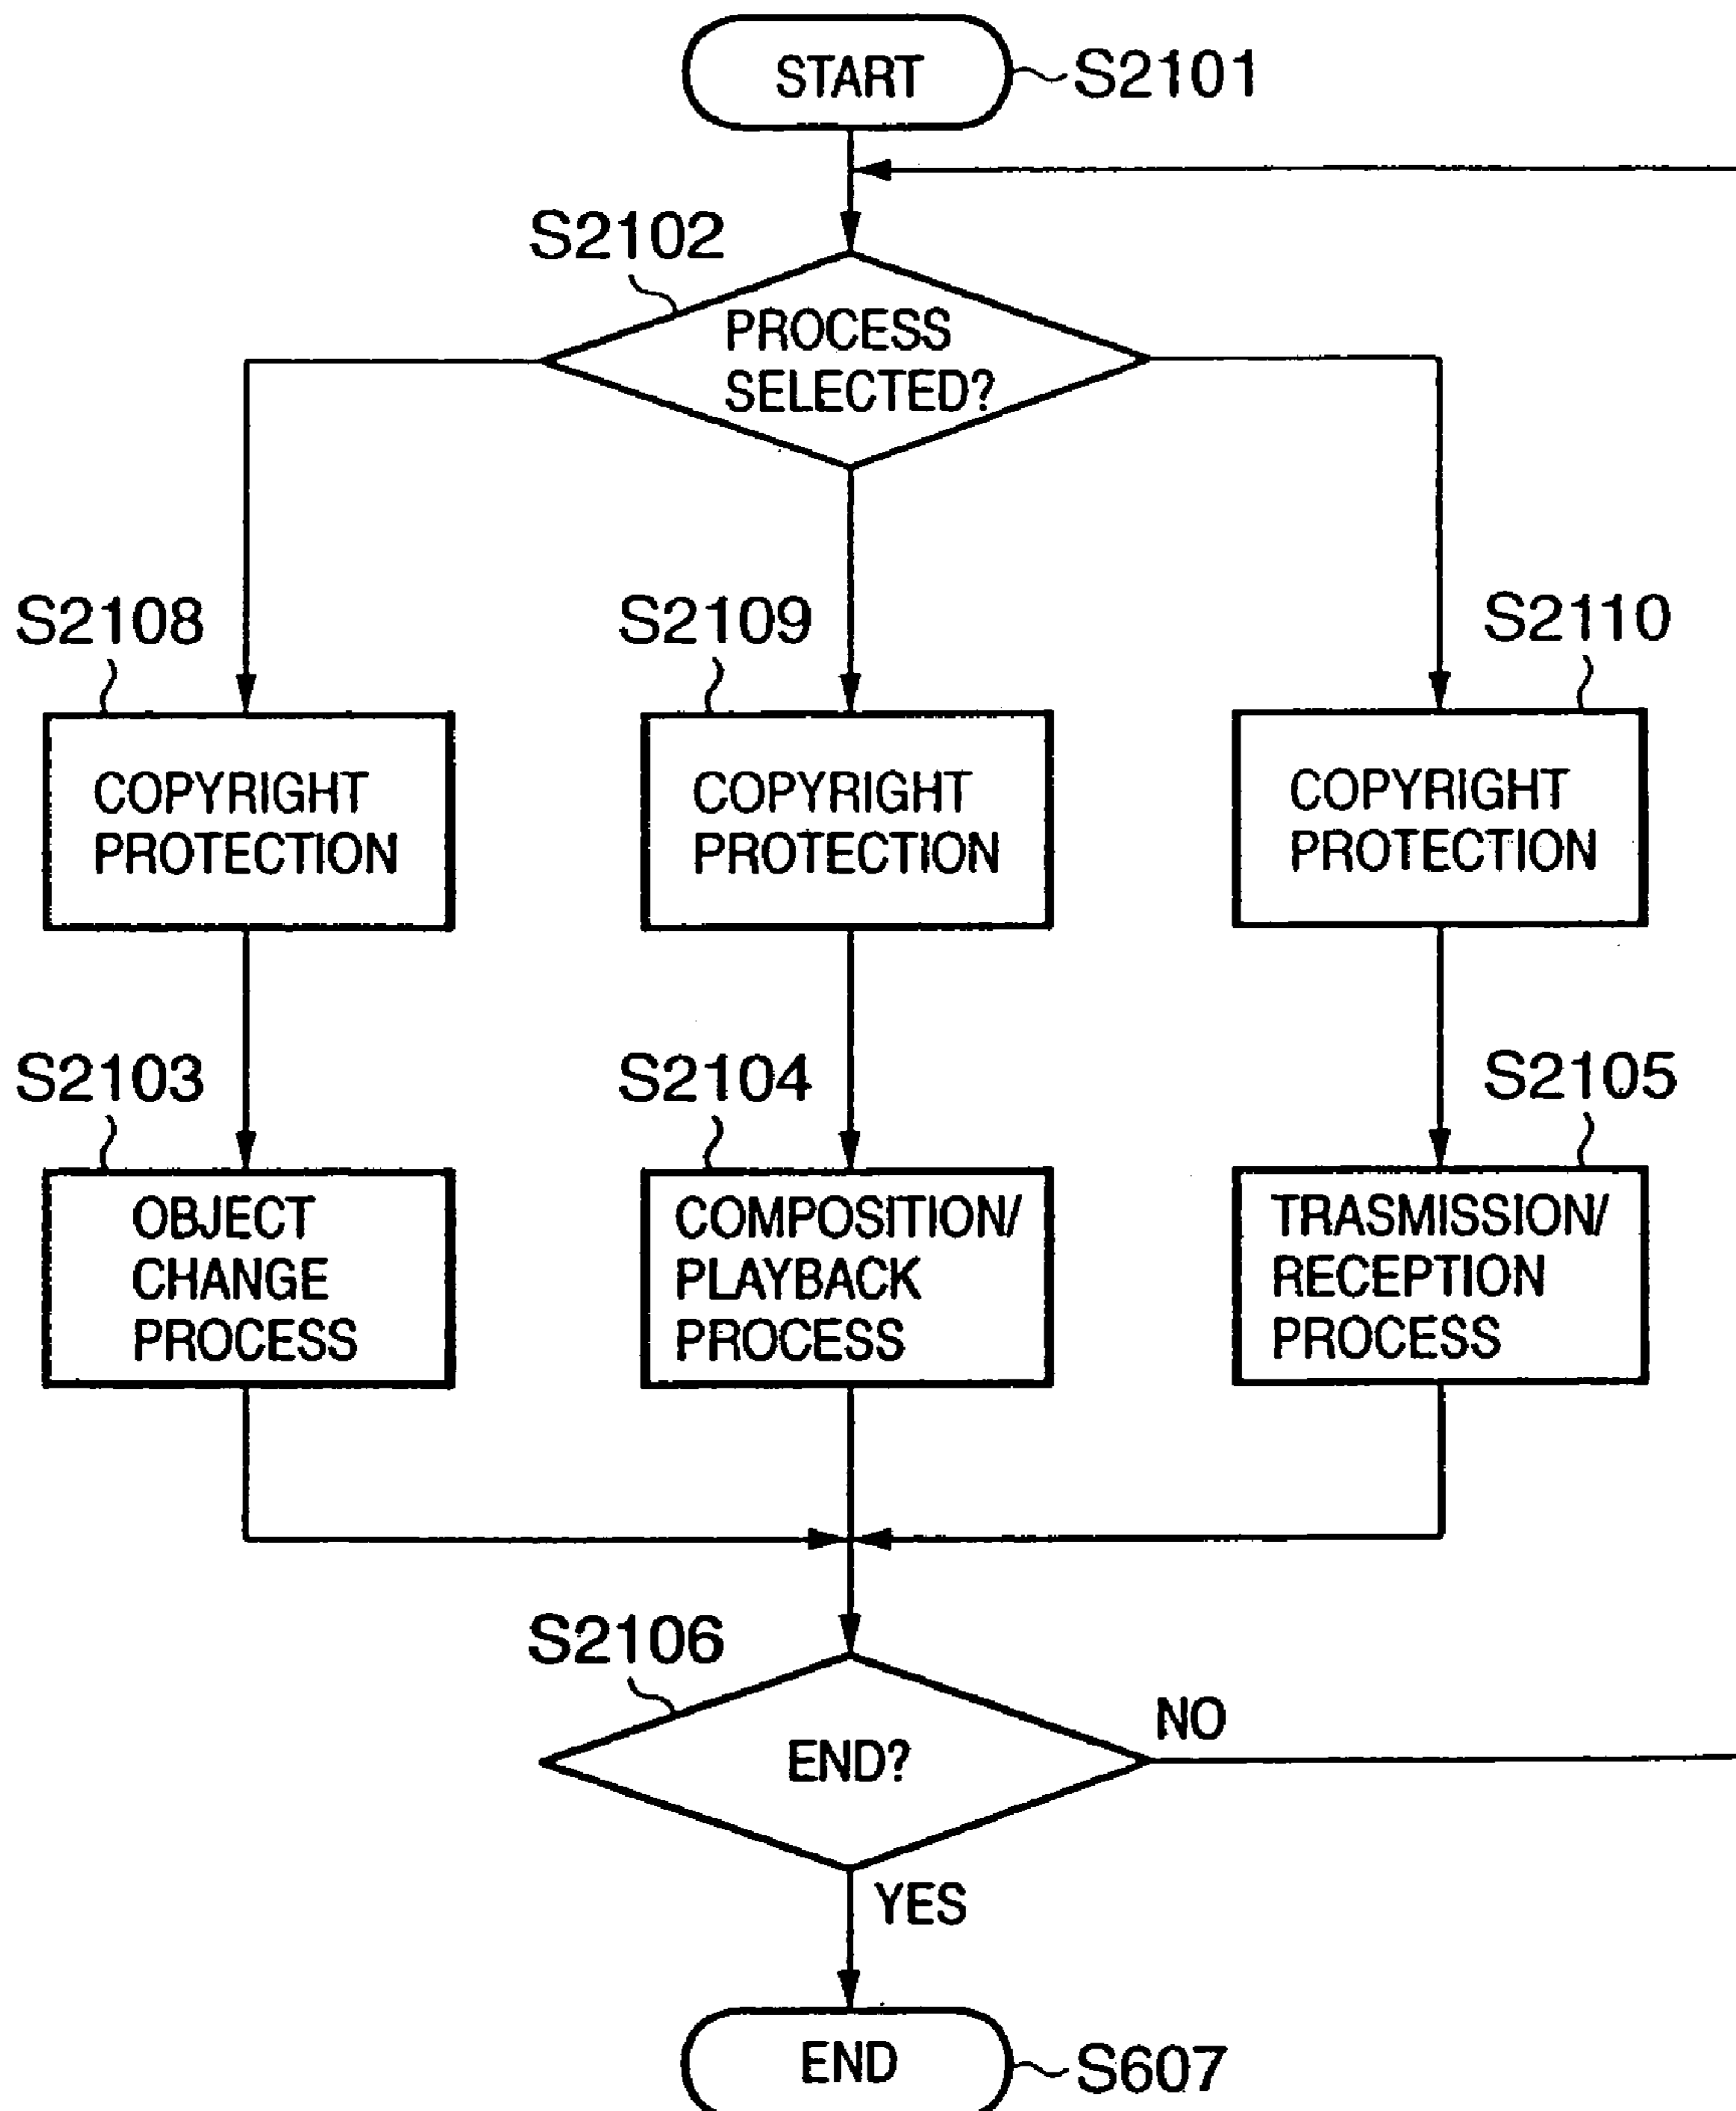 START
S2101
S2102
PROCESS
SELECTED?
S2108
S2109
S2110
COPYRIGHT
PROTECTION
COPYRIGHT
PROTECTION
COPYRIGHT
PROTECTION
S2103
S2104
S2105
OBJECT
CHANGE
PROCESS
COMPOSITION/
PLAYBACK
PROCESS
TRASMISSION/
RECEPTION
PROCESS
S2106
END?
NO
YES
END
S607